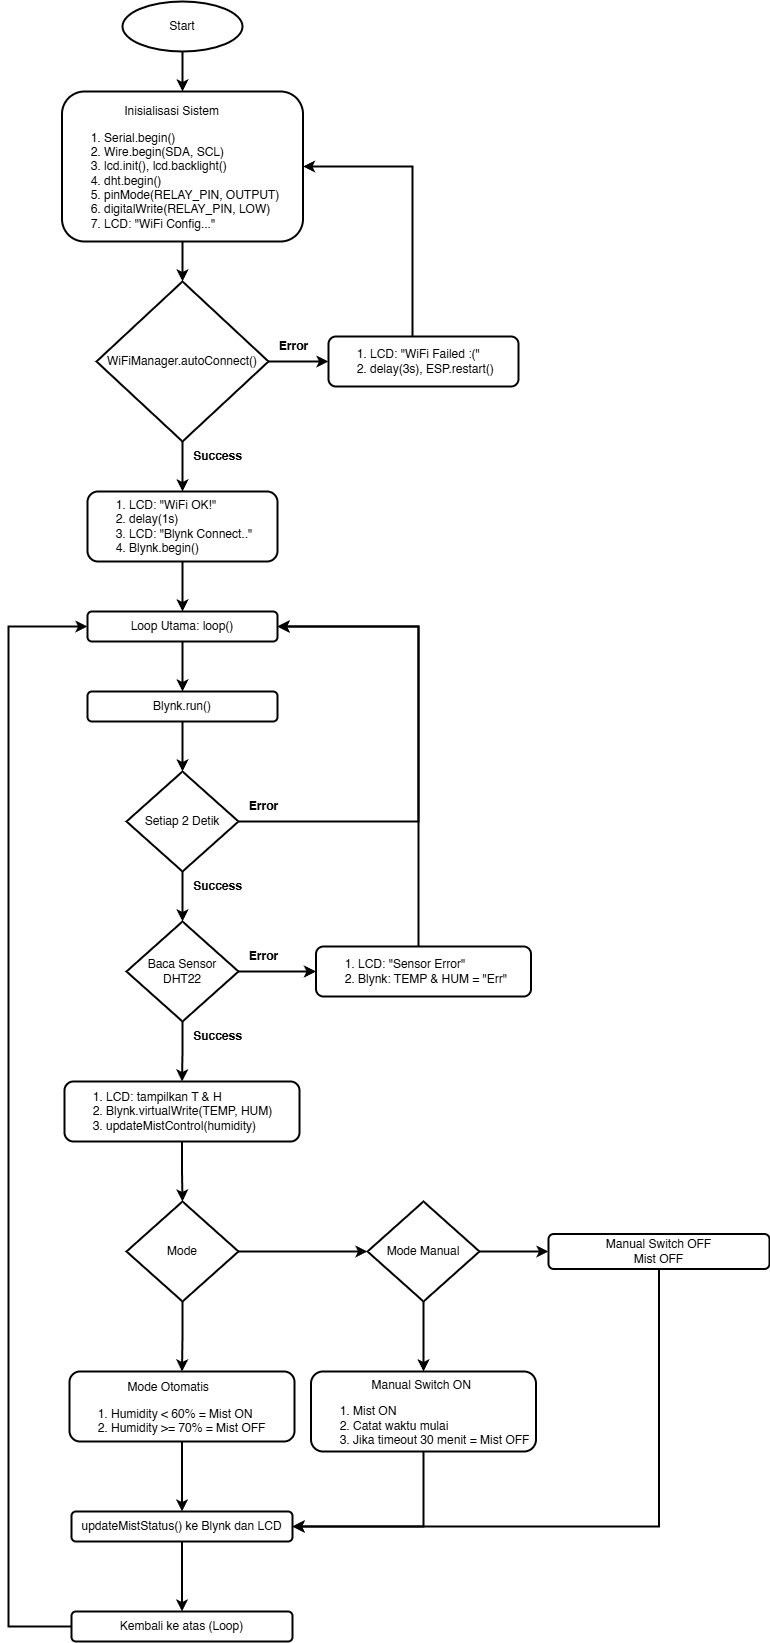 Start
Inisialisasi Sistem
1. Serial.begin()
2. Wire.begin(SDA, SCL)
3. lcd.init(), lcd.backlight()
4. dht.begin()
5. pinMode(RELAY_PIN, OUTPUT)
6. digitalWrite(RELAY_PIN, LOW)
7. LCD: "WiFi Config..."
WiFiManager.autoConnect()
Error
1. LCD: "WiFi Failed :("
2. delay(3s), ESP.restart()
Success
1. LCD: "WiFi OK!"
2. delay(1s)
3. LCD: "Blynk Connect.."
4. Blynk.begin()
Loop Utama: loop()
Blynk.run()
Setiap 2 Detik
Error
Success
Baca Sensor
DHT22
Error
1. LCD: "Sensor Error"
2. Blynk: TEMP & HUM = "Err"
Success
1. LCD: tampilkan T & H
2. Blynk.virtualWrite(TEMP, HUM)
3. updateMistControl(humidity)
Mode
Mode Manual
Manual Switch OFF
Mist OFF
Mode Otomatis
1. Humidity < 60% = Mist ON
2. Humidity >= 70% = Mist OFF
Manual Switch ON
1. Mist ON
2. Catat waktu mulai
3. Jika timeout 30 menit = Mist OFF
updateMistStatus() ke Blynk dan LCD
Kembali ke atas (Loop)